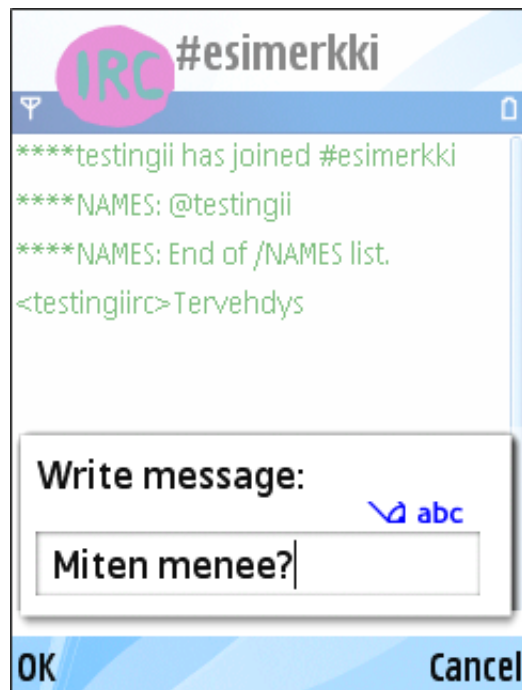 IRC #esimerkki
****testingii has joined #esimerkki
****NAMES: @testingii
****NAMES: End of /NAMES list.
<testingiirc>Tervehdys
Write message:
abc
Miten menee?
OK Cancel